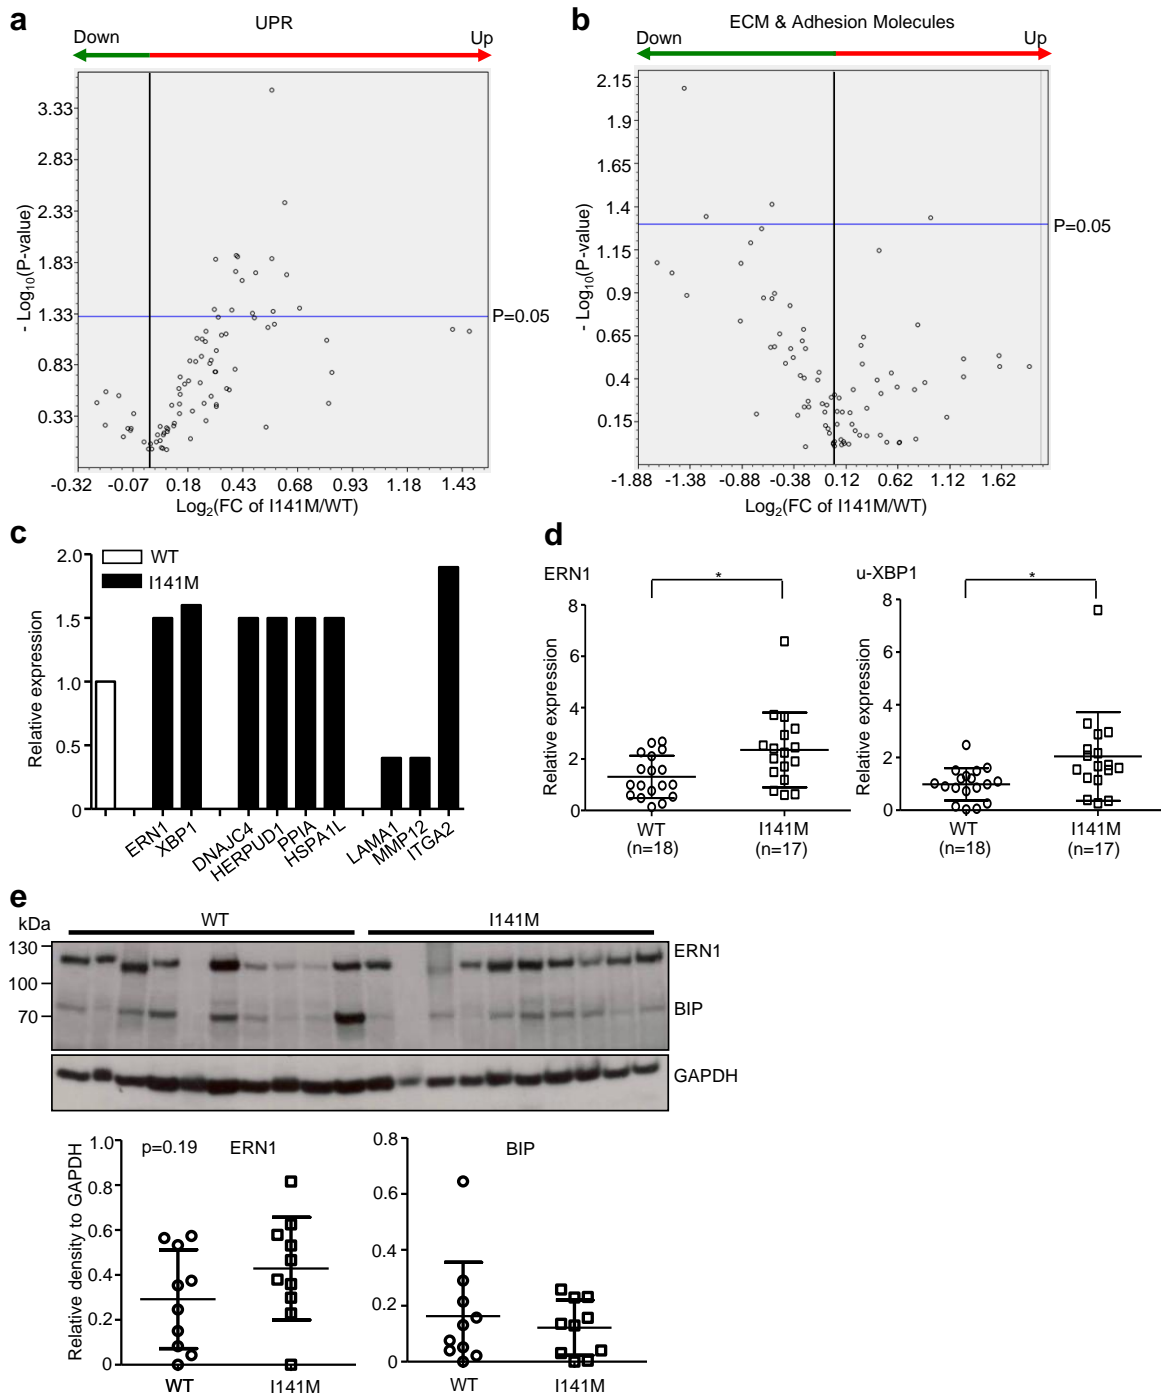 a
UPR
Down
Up
3.33
2.83
2.33
1.83
1.33
0.83
0.33
- Log10(P-value)
P=0.05
-0.32 -0.07 0.18 0.43 0.68 0.93 1.18 1.43
Log2(FC of I141M/WT)
b
ECM & Adhesion Molecules
Down
Up
2.15
1.9
1.65
1.4
1.15
0.9
0.65
0.4
0.15
- Log10(P-value)
P=0.05
-1.88 -1.38 -0.88 -0.38 0.12 0.62 1.12 1.62
Log2(FC of I141M/WT)
c
WT
I141M
2.0
1.5
1.0
0.5
0
Relative expression
ERN1
XBP1
DNAJC4
HERPUD1
PPIA
HSPA1L
LAMA1
MMP12
ITGA2
d
ERN1
*
8
6
4
2
0
Relative expression
WT
(n=18)
I141M
(n=17)
u-XBP1
*
8
6
4
2
0
Relative expression
WT
(n=18)
I141M
(n=17)
e
kDa
WT
I141M
130
100
70
ERN1
BIP
GAPDH
p=0.19
ERN1
1.0
0.8
0.6
0.4
0.2
0
Relative density to GAPDH
WT
I141M
BIP
0.8
0.6
0.4
0.2
0
WT
I141M